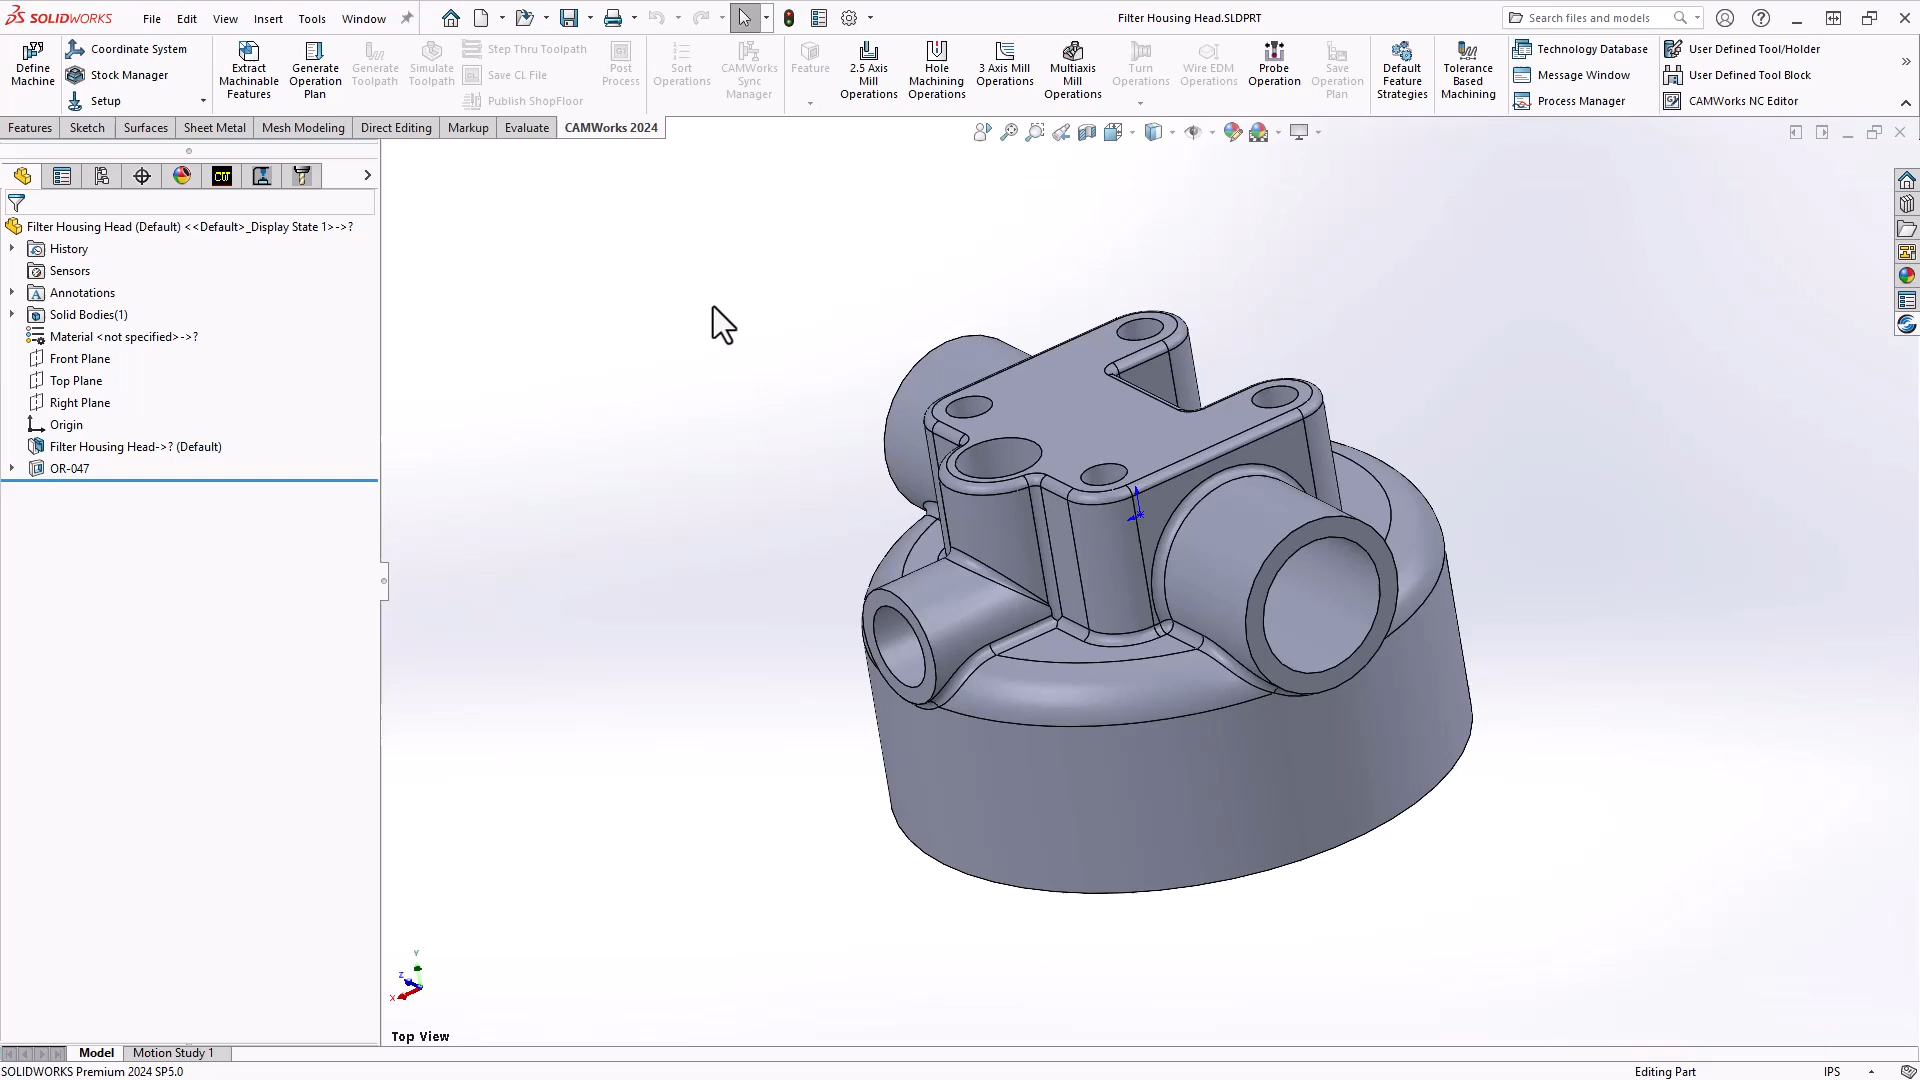 SOLIDWORKS
File Edit View Insert Tools Window
Filter Housing Head.SLDPRT
Search files and models
Define Machine
Coordinate System
Stock Manager
Setup
Extract Machinable Features
Generate Operation Plan
Generate Toolpath
Simulate Toolpath
Step Thru Toolpath
Save CL File
Publish ShopFloor
Post Process
Sort Operations
CAMWorks Sync Manager
Feature
2.5 Axis Mill Operations
Hole Machining Operations
3 Axis Mill Operations
Multiaxis Mill Operations
Turn Operations
Wire EDM Operations
Probe Operation
Save Operation Plan
Default Feature Strategies
Tolerance Based Machining
Technology Database
Message Window
Process Manager
User Defined Tool/Holder
User Defined Tool Block
CAMWorks NC Editor
Features Sketch Surfaces Sheet Metal Mesh Modeling Direct Editing Markup Evaluate CAMWorks 2024
CW
Filter Housing Head (Default) <<Default>_Display State 1>->?
History
Sensors
Annotations
Solid Bodies(1)
Material <not specified>->?
Front Plane
Top Plane
Right Plane
Origin
Filter Housing Head->? (Default)
OR-047
Y
Z
X
Top View
Model Motion Study 1
SOLIDWORKS Premium 2024 SP5.0
Editing Part
IPS